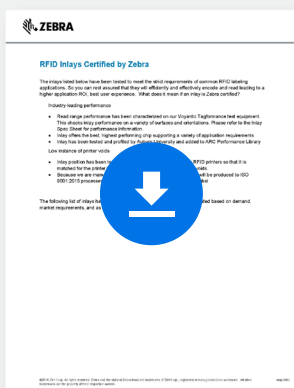 ZEBRA
RFID Inlays Certified by Zebra
The inlays listed below have been tested to meet the strict requirements of common RFID labeling
applications. So you can rest assured that they will efficiently and effectively encode and read leading to a
higher application ROI, best user experience. What does it mean if an inlay is Zebra certified?
Industry-leading performance
Read range performance has been characterized on our Voyantic Tagformance test equipment
This checks inlay performance on a variety of surfaces and orientations. Please refer to the Inlay
Spec Sheet for performance information.
Inlay offers the best, highest performing chip supporting a variety of application requirements
Inlay has been tested and profiled by Auburn University and added to ARC Performance Library
Low instance of printer voids
Inlay position has been RFID printers so that it is
matched for the printer
Because we are will be produced to ISO
9001:2015
The following list of inlays based on demand,
market requirements, and